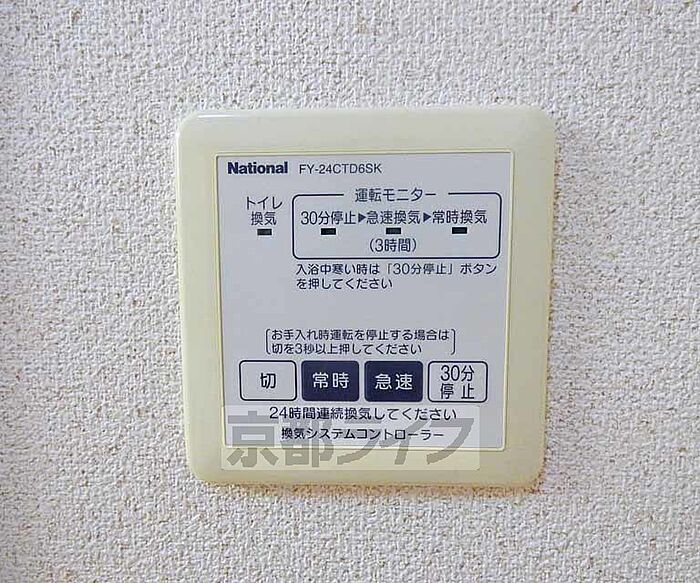 National FY-24CTD6SK
トイレ
換気
運転モニター
30分停止▶急速換気▶常時換気
(3時間)
入浴中寒い時は「30分停止」ボタン
を押してください
お手入れ時運転を停止する場合は
切を3秒以上押してください
切 常時 急速 30分
停止
24時間連続換気してください
換気システムコントローラー
京都ライフ